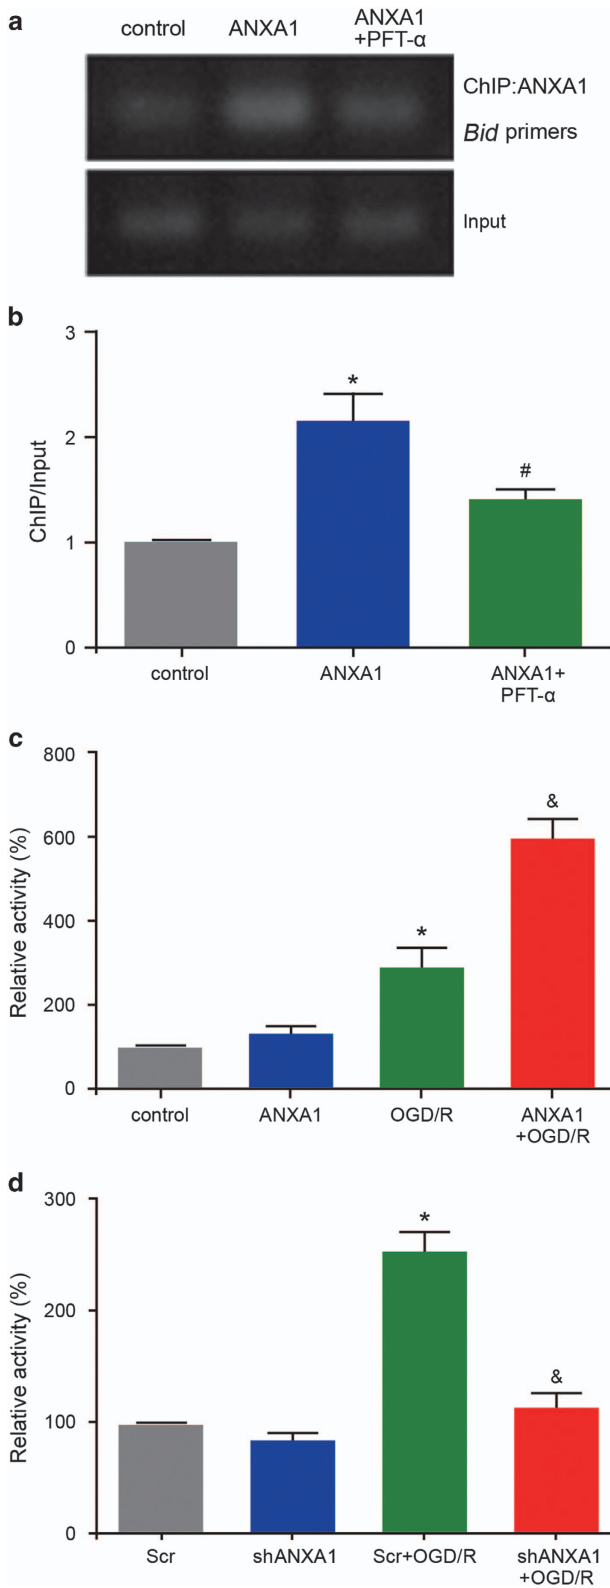 a
control ANXA1 ANXA1
+PFT-α
ChIP:ANXA1
Bid primers
Input
b
3
2
1
0
ChIP/Input
*
#
control ANXA1 ANXA1+
PFT-α
c
800
600
400
200
0
Relative activity (%)
*
&
control ANXA1 OGD/R ANXA1
+OGD/R
d
300
200
100
0
Relative activity (%)
*
&
Scr shANXA1 Scr+OGD/R shANXA1
+OGD/R